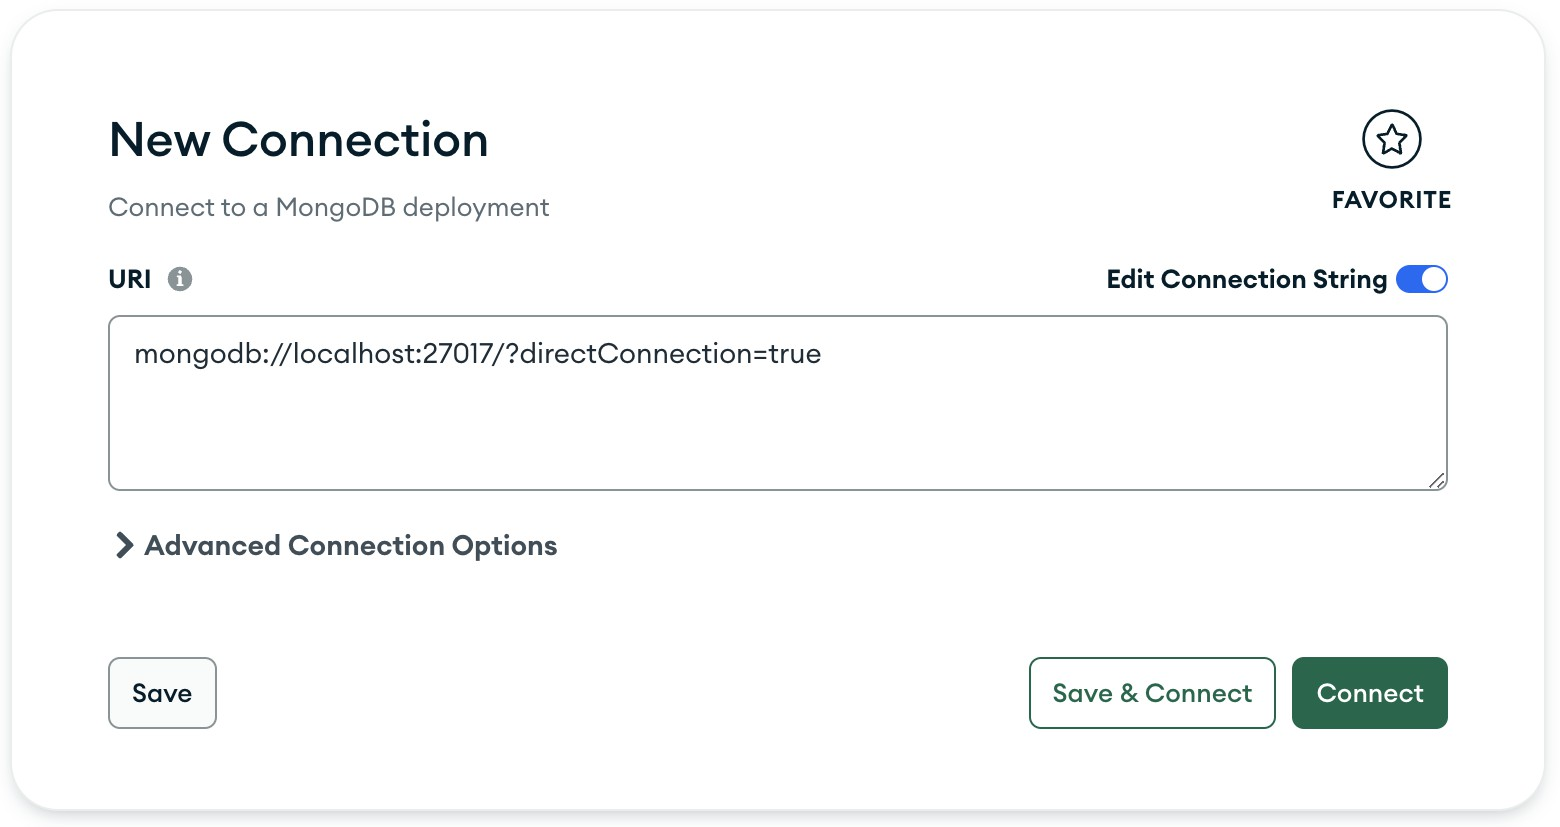 New Connection
FAVORITE
Connect to a MongoDB deployment
URI
Edit Connection String
mongodb://localhost:27017/?directConnection=true
Advanced Connection Options
Save
Save & Connect
Connect